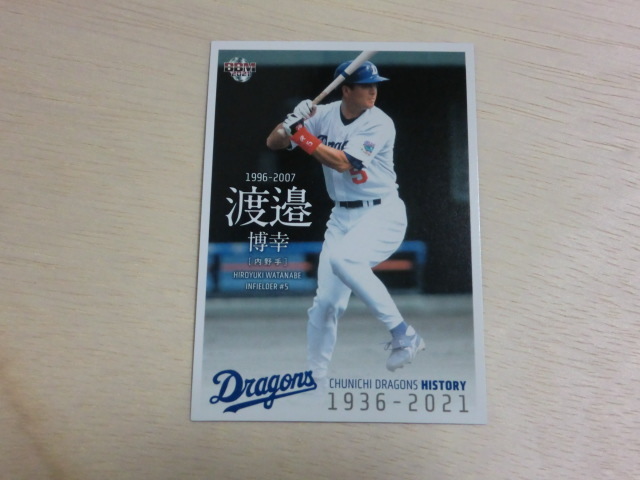 BBM
1996-2007
渡邉
博幸
[内野手]
HIROYUKI WATANABE
INFIELDER #5
Dragons
CHUNICHI DRAGONS HISTORY
1936-2021